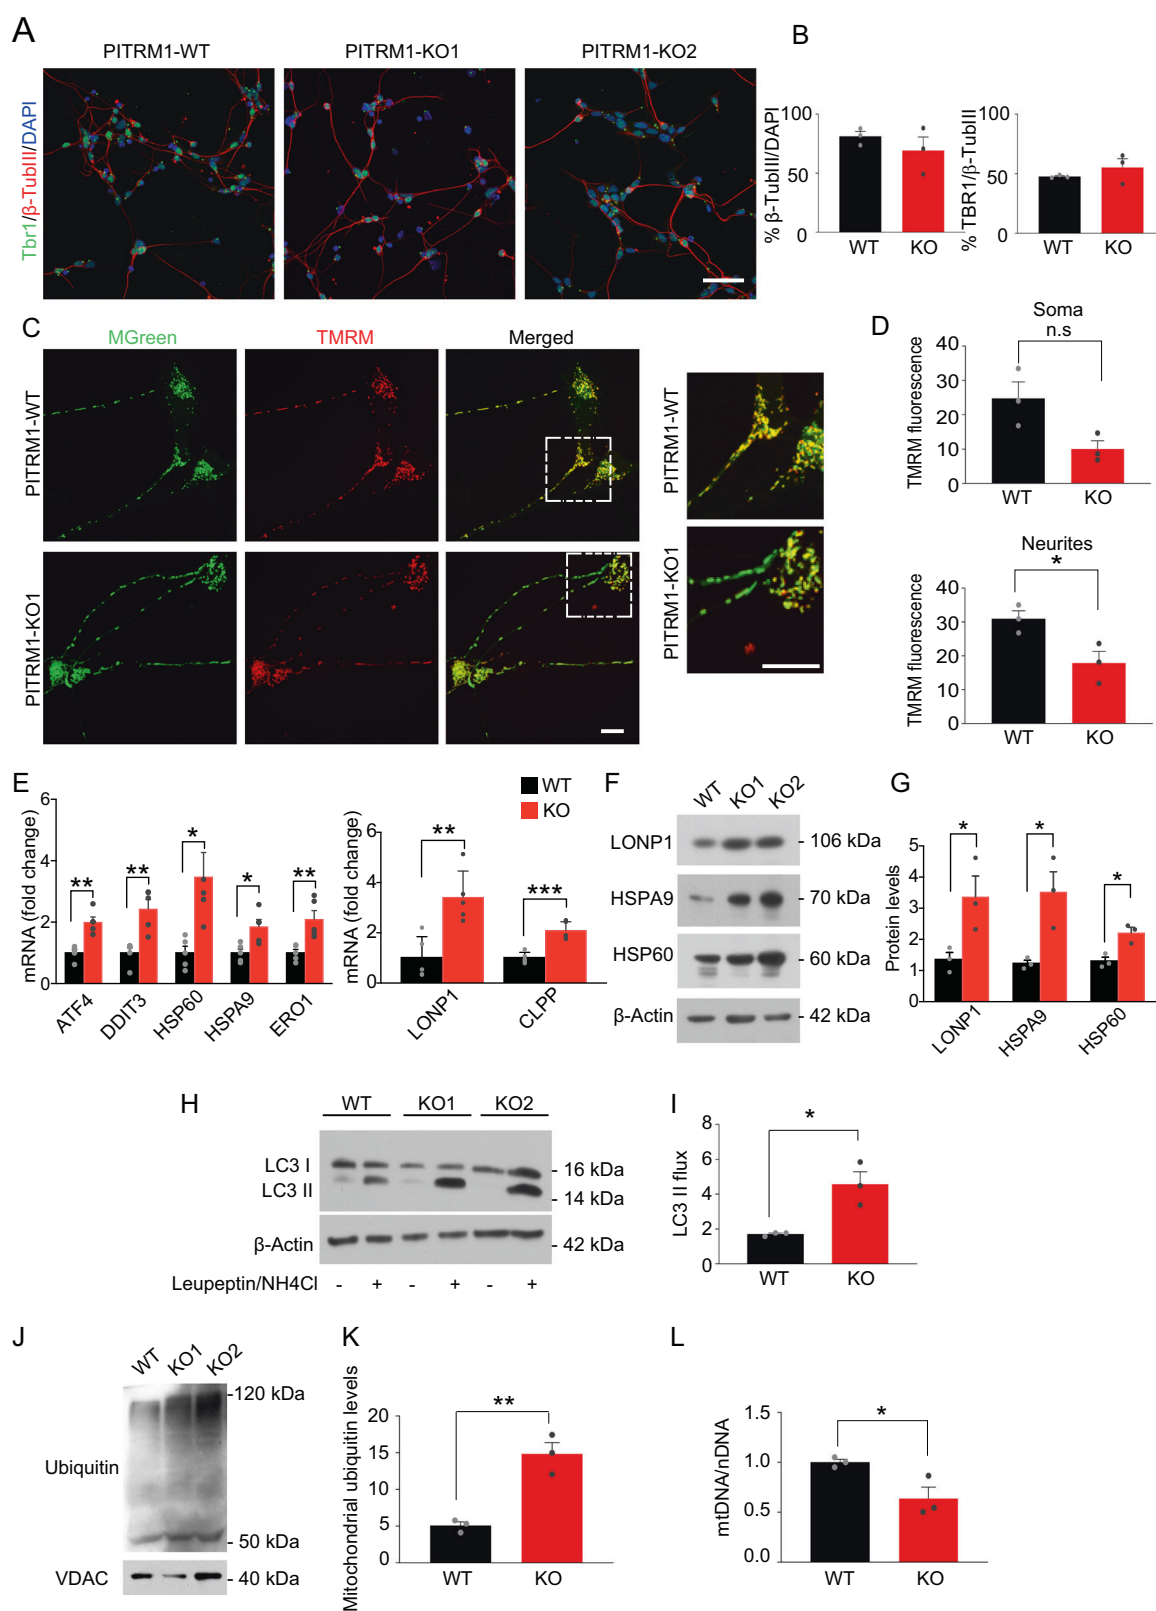 A
PITRM1-WT
PITRM1-KO1
PITRM1-KO2
Tbr1/β-TubIII/DAPI
B
% β-TubIII/DAPI
100
50
0
WT
KO
% TBR1/β-TubIII
100
50
0
WT
KO
C
MGreen
TMRM
Merged
PITRM1-WT
PITRM1-KO1
PITRM1-WT
PITRM1-KO1
D
Soma
n.s
TMRM fluorescence
40
30
20
10
0
WT
KO
Neurites
*
TMRM fluorescence
40
30
20
10
0
WT
KO
E
WT
KO
mRNA (fold change)
6
4
2
0
**
**
*
*
**
ATF4
DDIT3
HSP60
HSPA9
ERO1
mRNA (fold change)
6
4
2
0
**
***
LONP1
CLPP
F
WT
KO1
KO2
LONP1
- 106 kDa
HSPA9
- 70 kDa
HSP60
- 60 kDa
β-Actin
- 42 kDa
G
Protein levels
5
4
3
2
1
0
*
*
*
LONP1
HSPA9
HSP60
H
WT
KO1
KO2
LC3 I
- 16 kDa
LC3 II
- 14 kDa
β-Actin
- 42 kDa
Leupeptin/NH4Cl
-
+
-
+
-
+
I
LC3 II flux
8
6
4
2
0
*
WT
KO
J
WT
KO1
KO2
-120 kDa
Ubiquitin
- 50 kDa
VDAC
- 40 kDa
K
Mitochondrial ubiquitin levels
20
15
10
5
0
**
WT
KO
L
mtDNA/nDNA
1.5
1.0
0.5
0.0
*
WT
KO